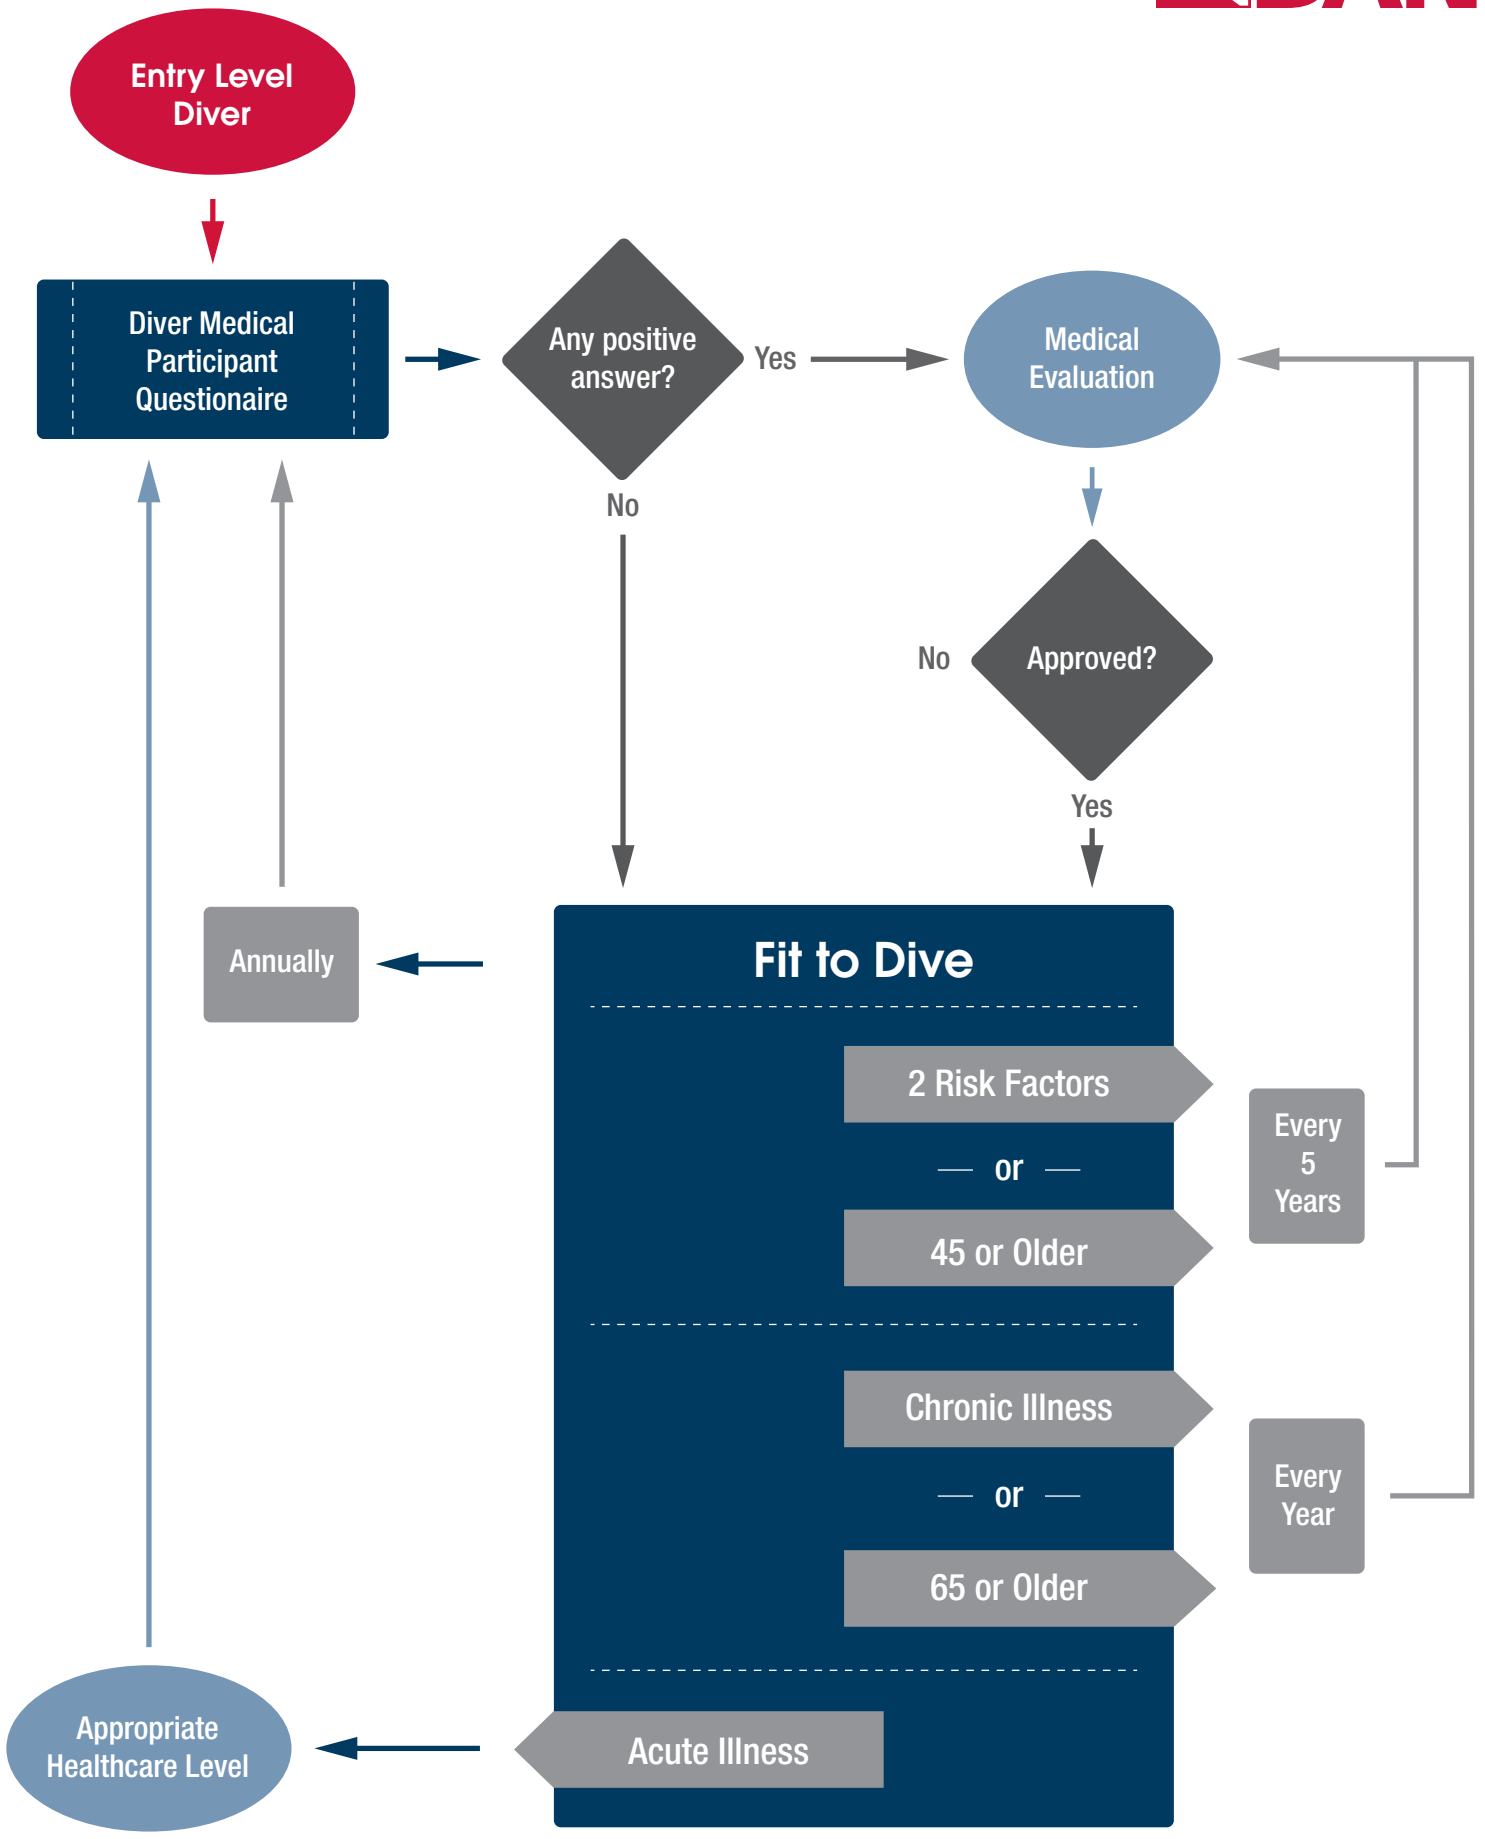 Entry Level
Diver
Diver Medical
Participant
Questionaire
Any positive
answer?
Yes
Medical
Evaluation
No
No
Approved?
Yes
Annually
Fit to Dive
2 Risk Factors
or
45 or Older
Every
5
Years
Chronic Illness
or
65 or Older
Every
Year
Acute Illness
Appropriate
Healthcare Level